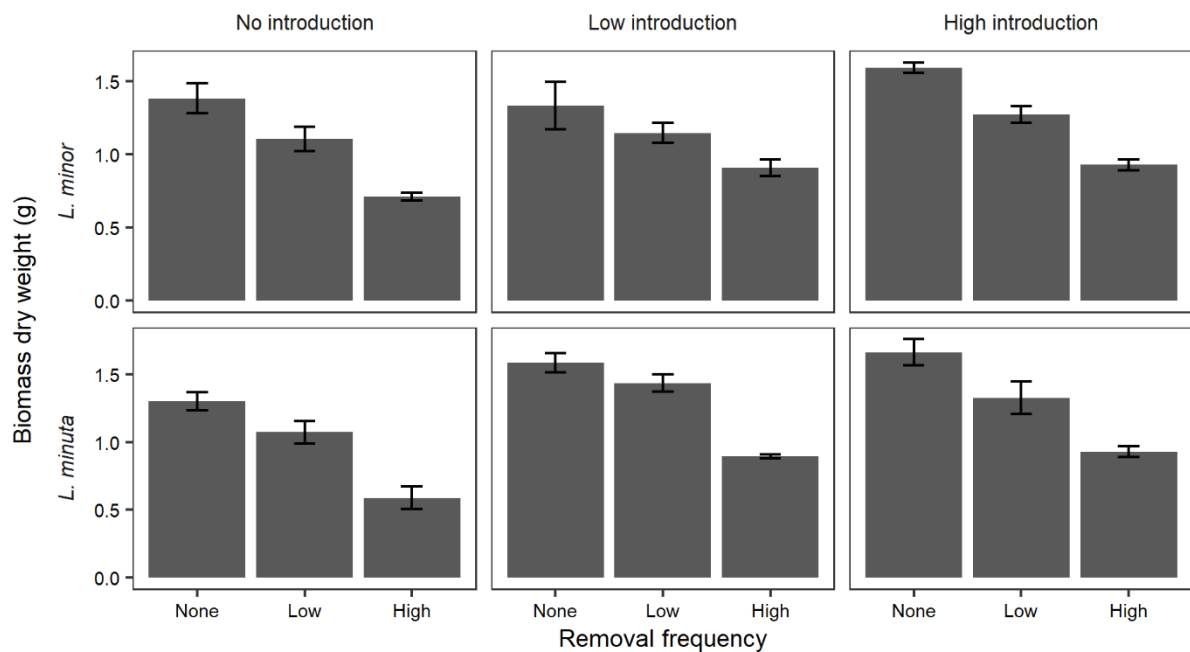 No introduction
Low introduction
High introduction
Biomass dry weight (g)
L. minor
1.5
1.0
0.5
0.0
L. minuta
1.5
1.0
0.5
0.0
None Low High
None Low High
None Low High
Removal frequency